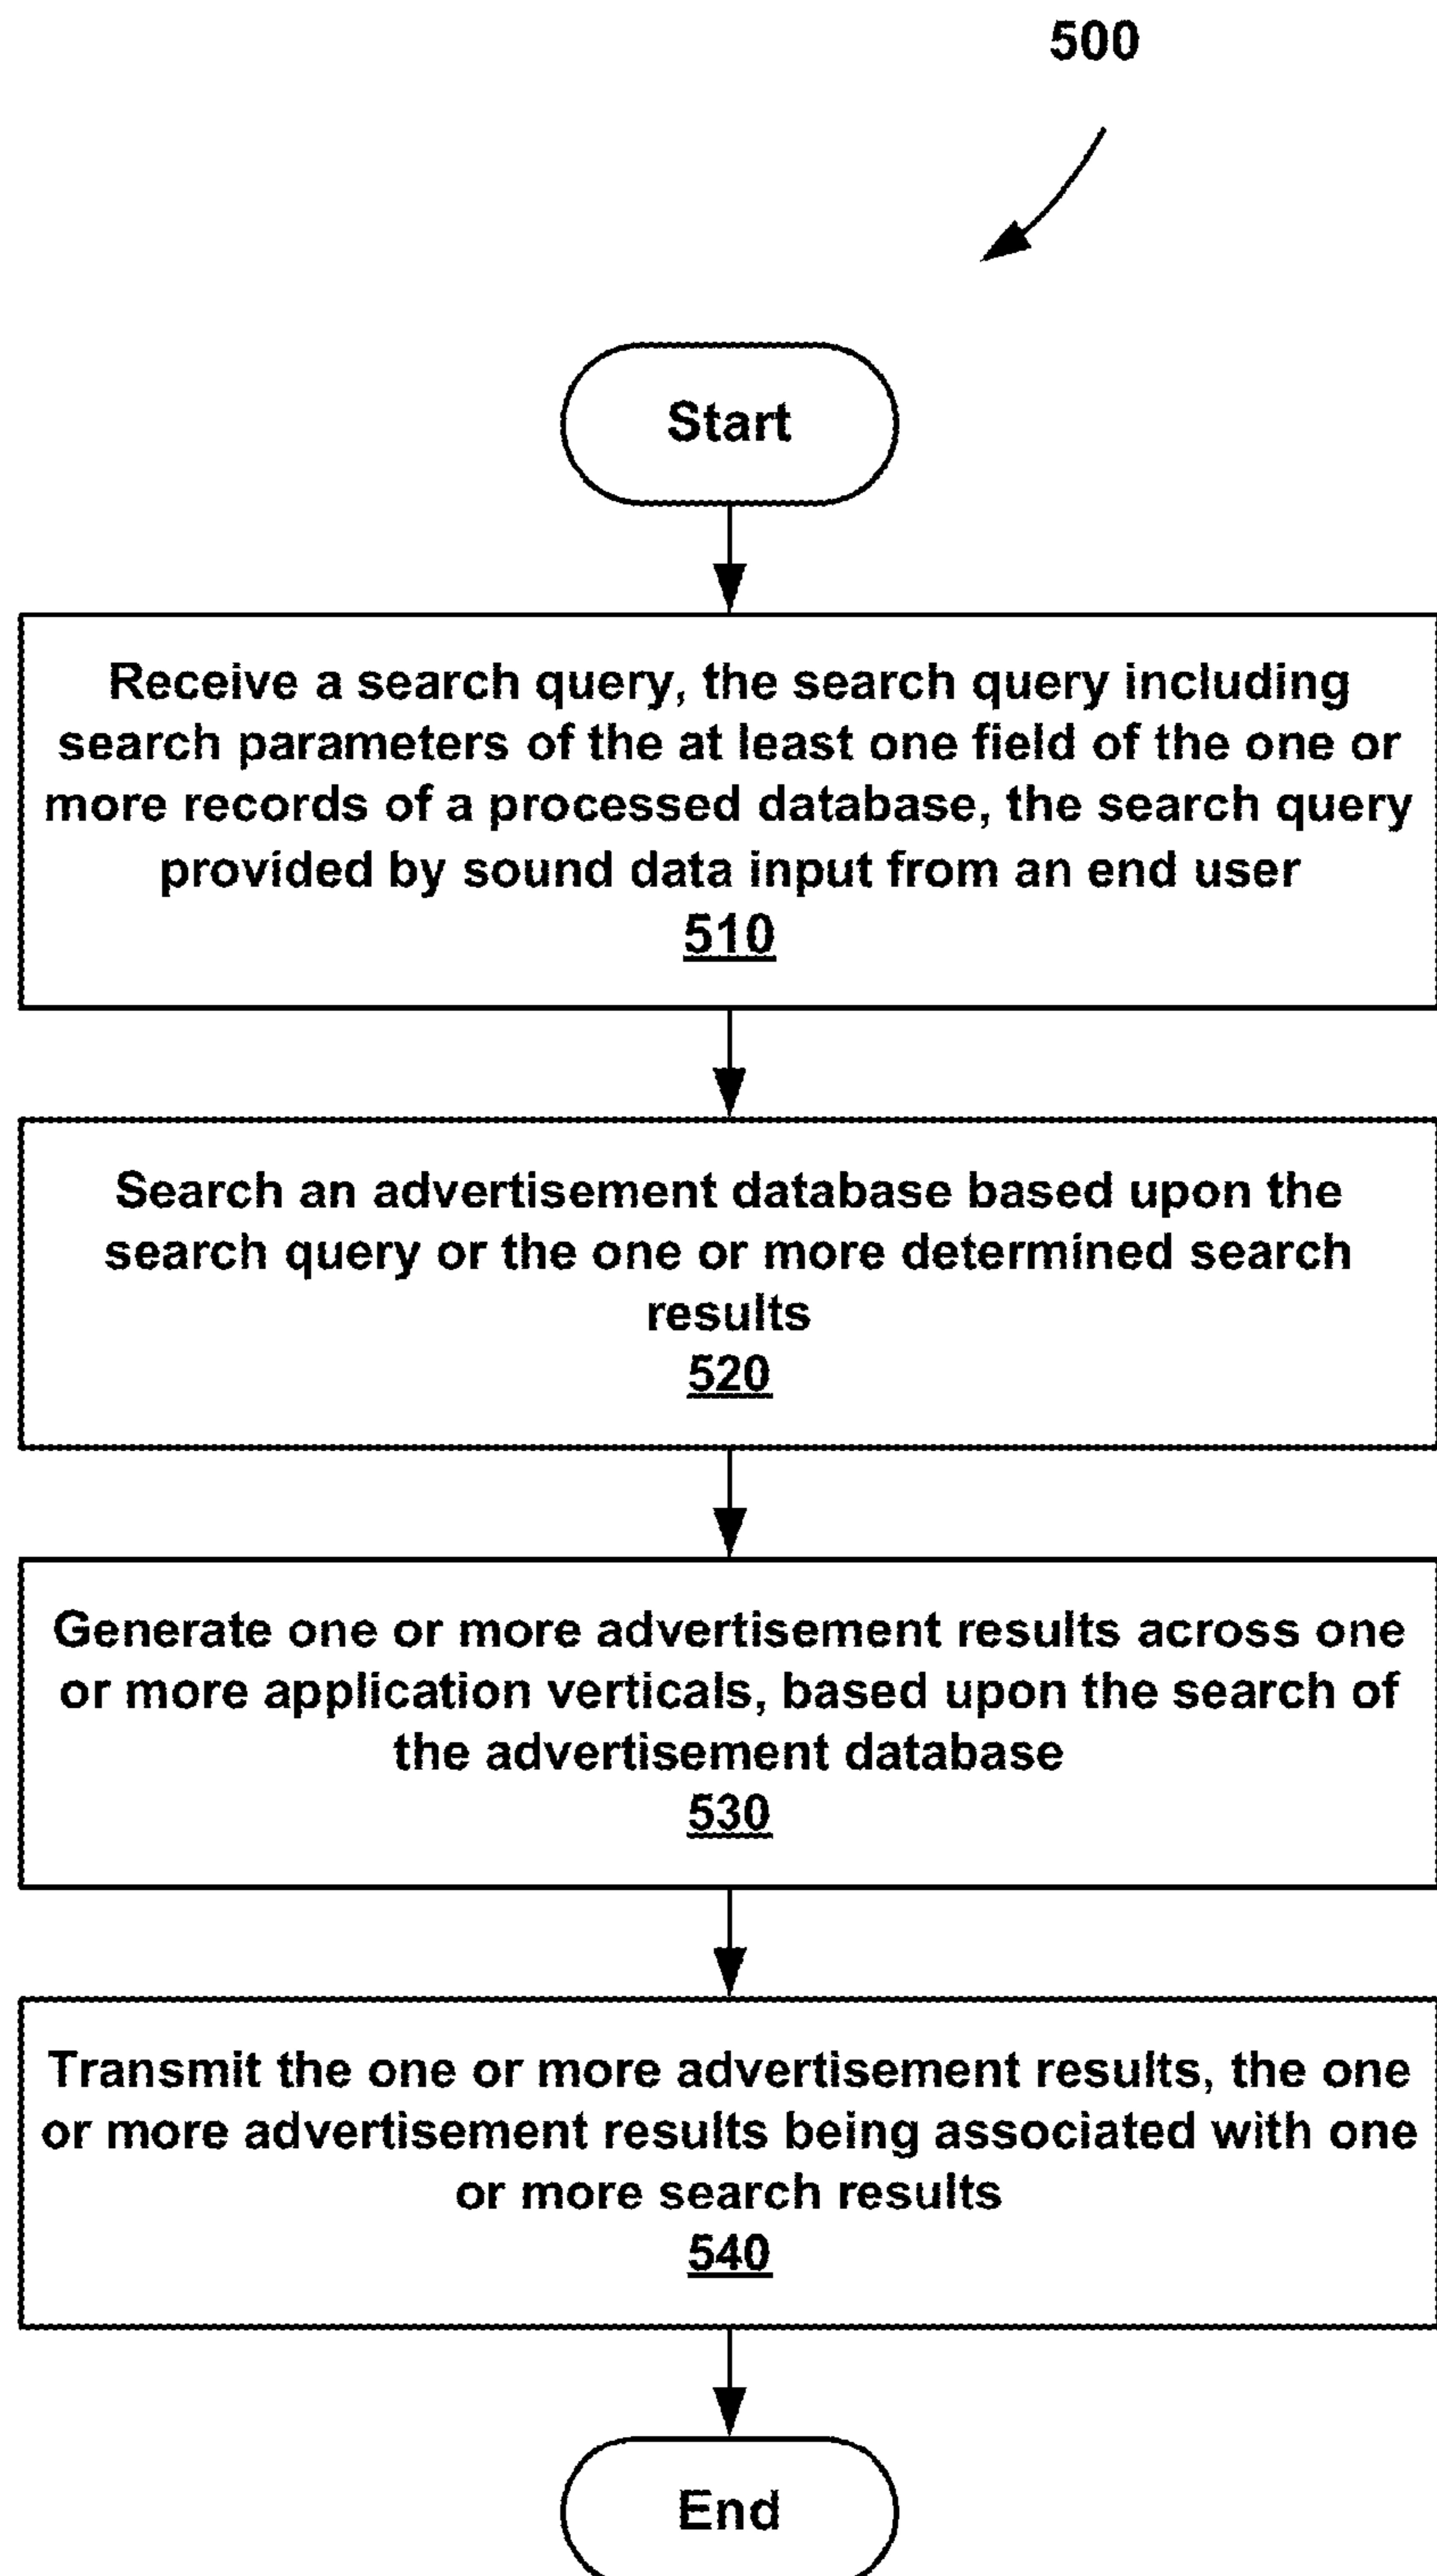 500
Start
Receive a search query, the search query including
search parameters of the at least one field of the one or
more records of a processed database, the search query
provided by sound data input from an end user
510
Search an advertisement database based upon the
search query or the one or more determined search
results
520
Generate one or more advertisement results across one
or more application verticals, based upon the search of
the advertisement database
530
Transmit the one or more advertisement results, the one
or more advertisement results being associated with one
or more search results
540
End